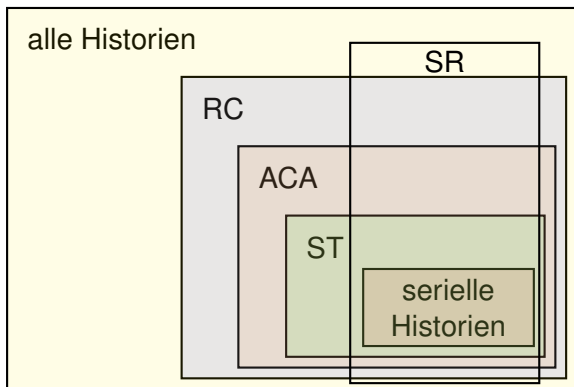 alle Historien
SR
RC
ACA
ST
serielle
Historien